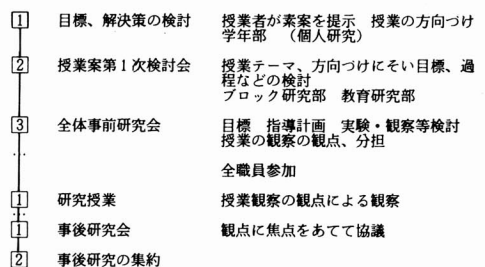 1 目標、解決策の検討 授業者が素案を提示 授業の方向づけ
学年部 （個人研究）
2 授業案第1次検討会 授業テーマ、方向づけにそい目標、過
程などの検討
ブロック研究部 教育研究部
3 全体事前研究会 目標 指導計画 実験・観察等検討
授業の観察の観点、分担
全職員参加
1 研究授業 授業観察の観点による観察
1 事後研究会 観点に焦点をあてて協議
2 事後研究の集約